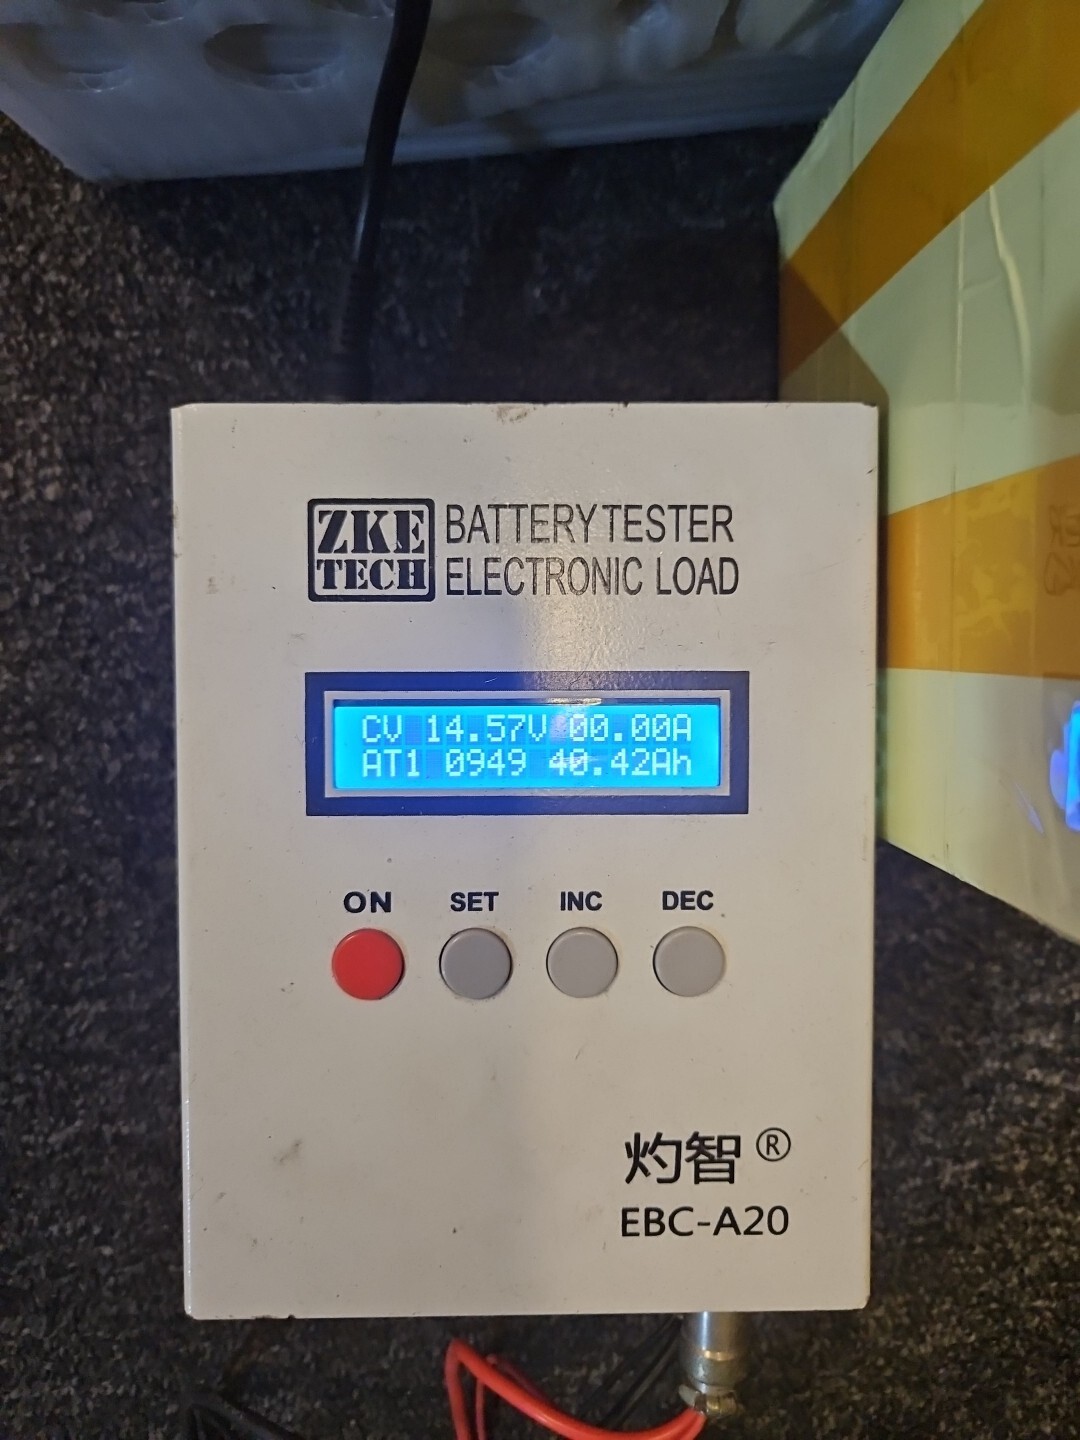 ZKE TECH
BATTERY TESTER
ELECTRONIC LOAD
CV 14.57V 00.00A
AT1 0949 40.42Ah
ON SET INC DEC
灼智®
EBC-A20